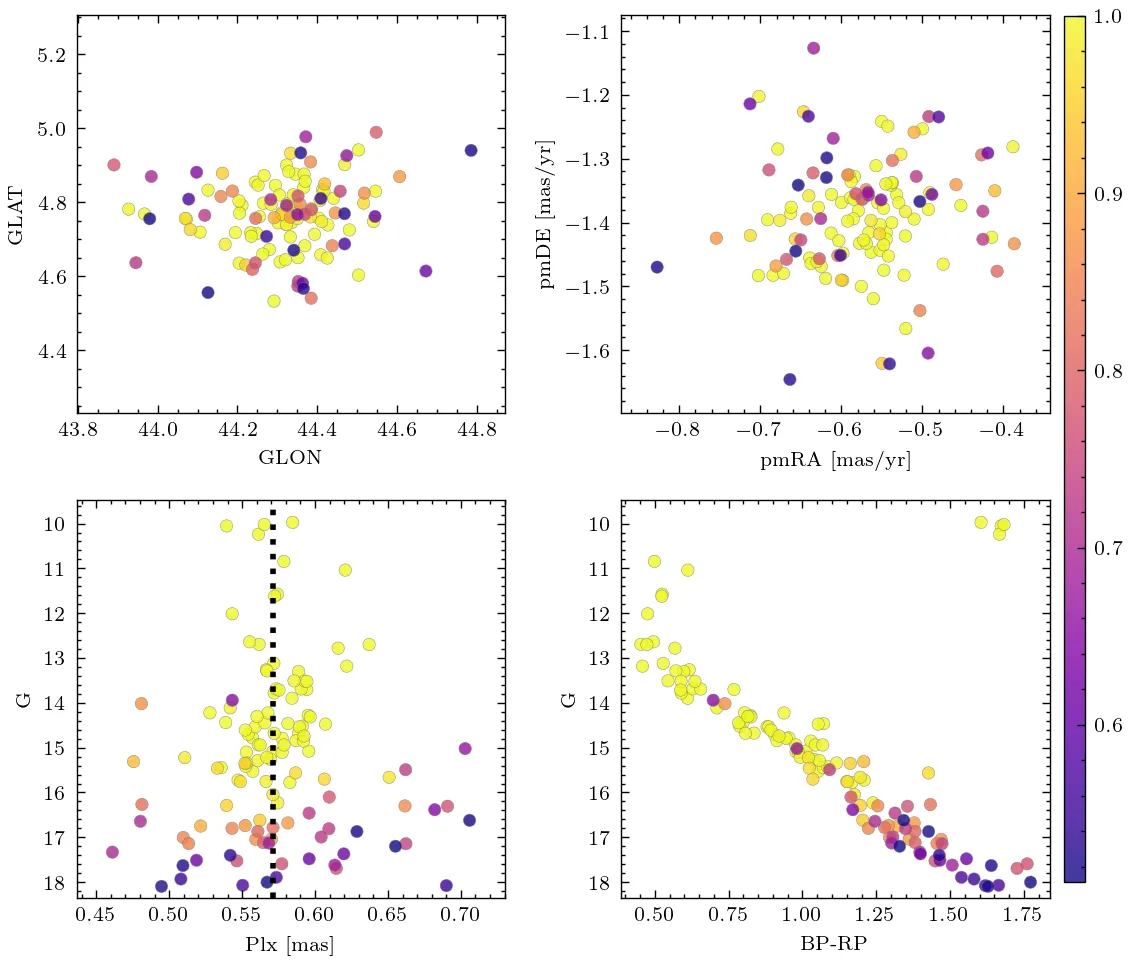 5.2
5.0
4.8
4.6
4.4
GLAT
43.8 44.0 44.2 44.4 44.6 44.8
GLON
−1.1
−1.2
−1.3
−1.4
−1.5
−1.6
pmDE [mas/yr]
−0.8 −0.7 −0.6 −0.5 −0.4
pmRA [mas/yr]
10
11
12
13
14
15
16
17
18
G
0.45 0.50 0.55 0.60 0.65 0.70
Plx [mas]
10
11
12
13
14
15
16
17
18
G
0.50 0.75 1.00 1.25 1.50 1.75
BP-RP
1.0
0.9
0.8
0.7
0.6